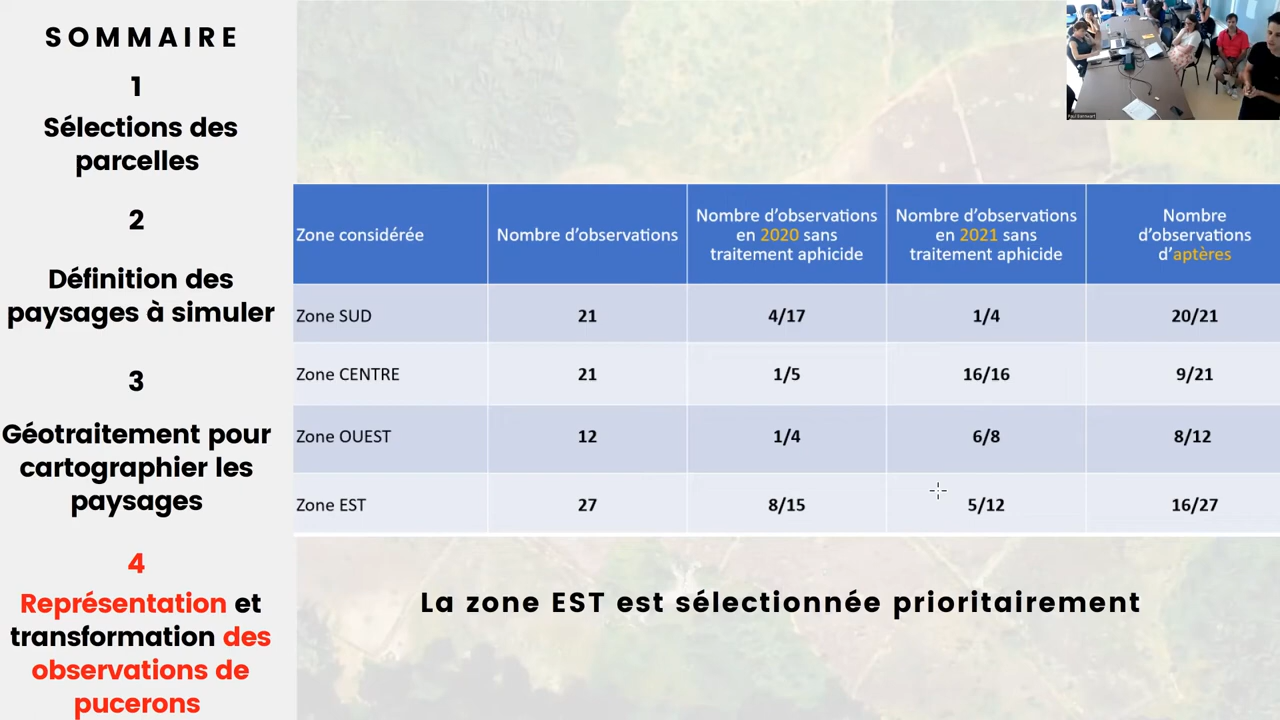 SOMMAIRE
1
Sélections des
parcelles
2
Définition des
paysages à simuler
3
Géotraitement pour
cartographier les
paysages
4
Représentation et
transformation des
observations de
pucerons
Zone considérée
Nombre d'observations
Nombre d'observations
en 2020 sans
traitement aphicide
Nombre d'observations
en 2021 sans
traitement aphicide
Nombre
d'observations
d'aptères
Zone SUD
21
4/17
1/4
20/21
Zone CENTRE
21
1/5
16/16
9/21
Zone OUEST
12
1/4
6/8
8/12
Zone EST
27
8/15
5/12
16/27
La zone EST est sélectionnée prioritairement